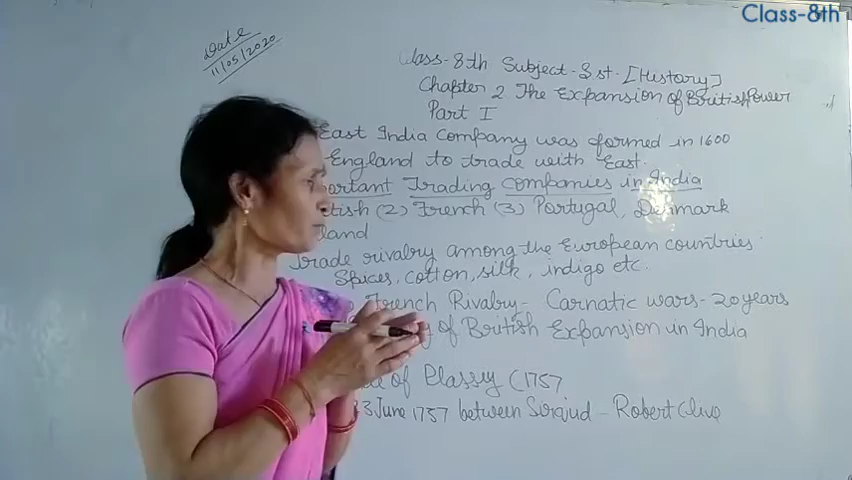 Class-8th
Date
11/05/2020
Class-8th Subject-S.st. [History]
Chapter 2 The Expansion of British Power
Part I
East India Company was formed in 1600
England to trade with East.
Important Trading Companies in India
(2) French (3) Portugal, Denmark
Trade rivalry among the European countries
Spices, cotton, silk, indigo etc.
French Rivalry- Carnatic wars-20 years
of British Expansion in India
of Plassey (1757
June 1757 between Sirajud - Robert Clive